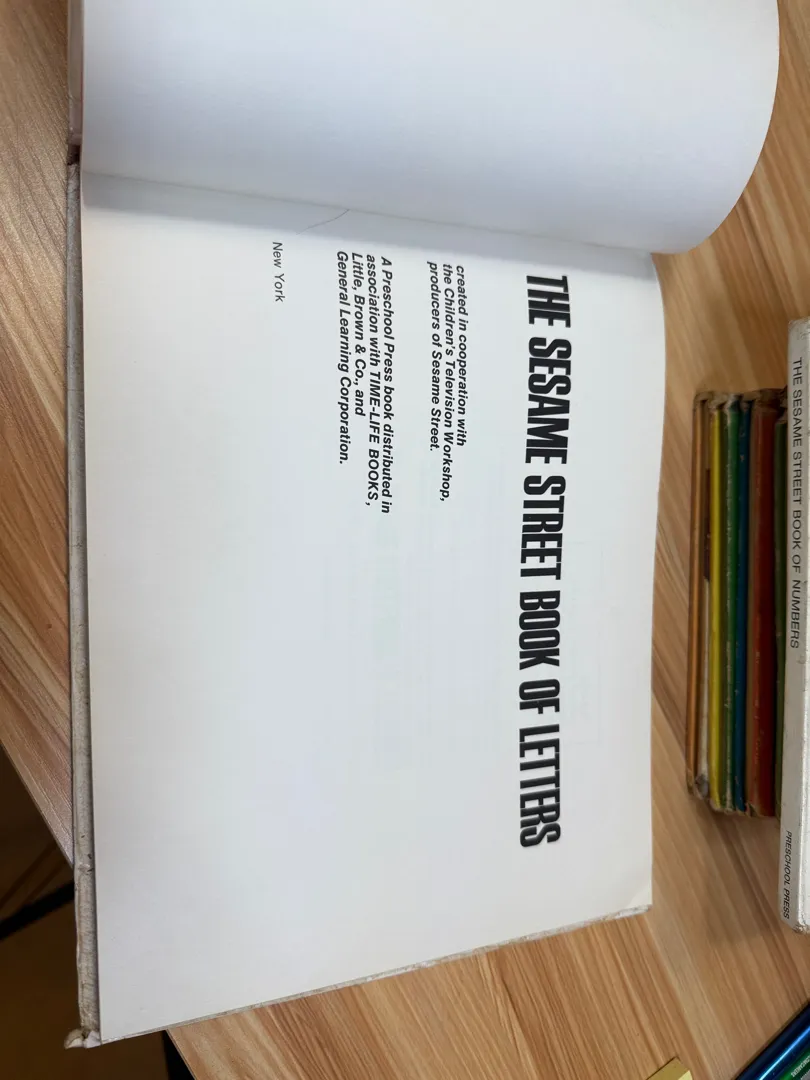 THE SESAME STREET BOOK OF LETTERS
created in cooperation with
the Children's Television Workshop,
producers of Sesame Street.
A Preschool Press book distributed in
association with TIME-LIFE BOOKS,
Little, Brown & Co., and
General Learning Corporation.
New York
THE SESAME STREET BOOK OF NUMBERS
PRESCHOOL PRESS